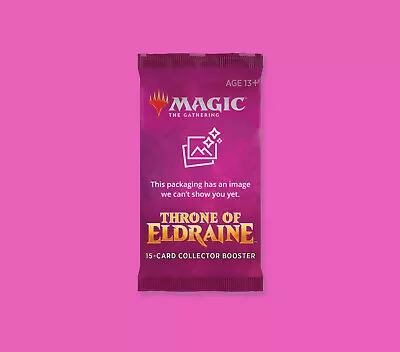 AGE 13+
MAGIC
THE GATHERING
This packaging has an image
we can't show you yet.
THRONE OF
ELDRAINE™
15-CARD COLLECTOR BOOSTER